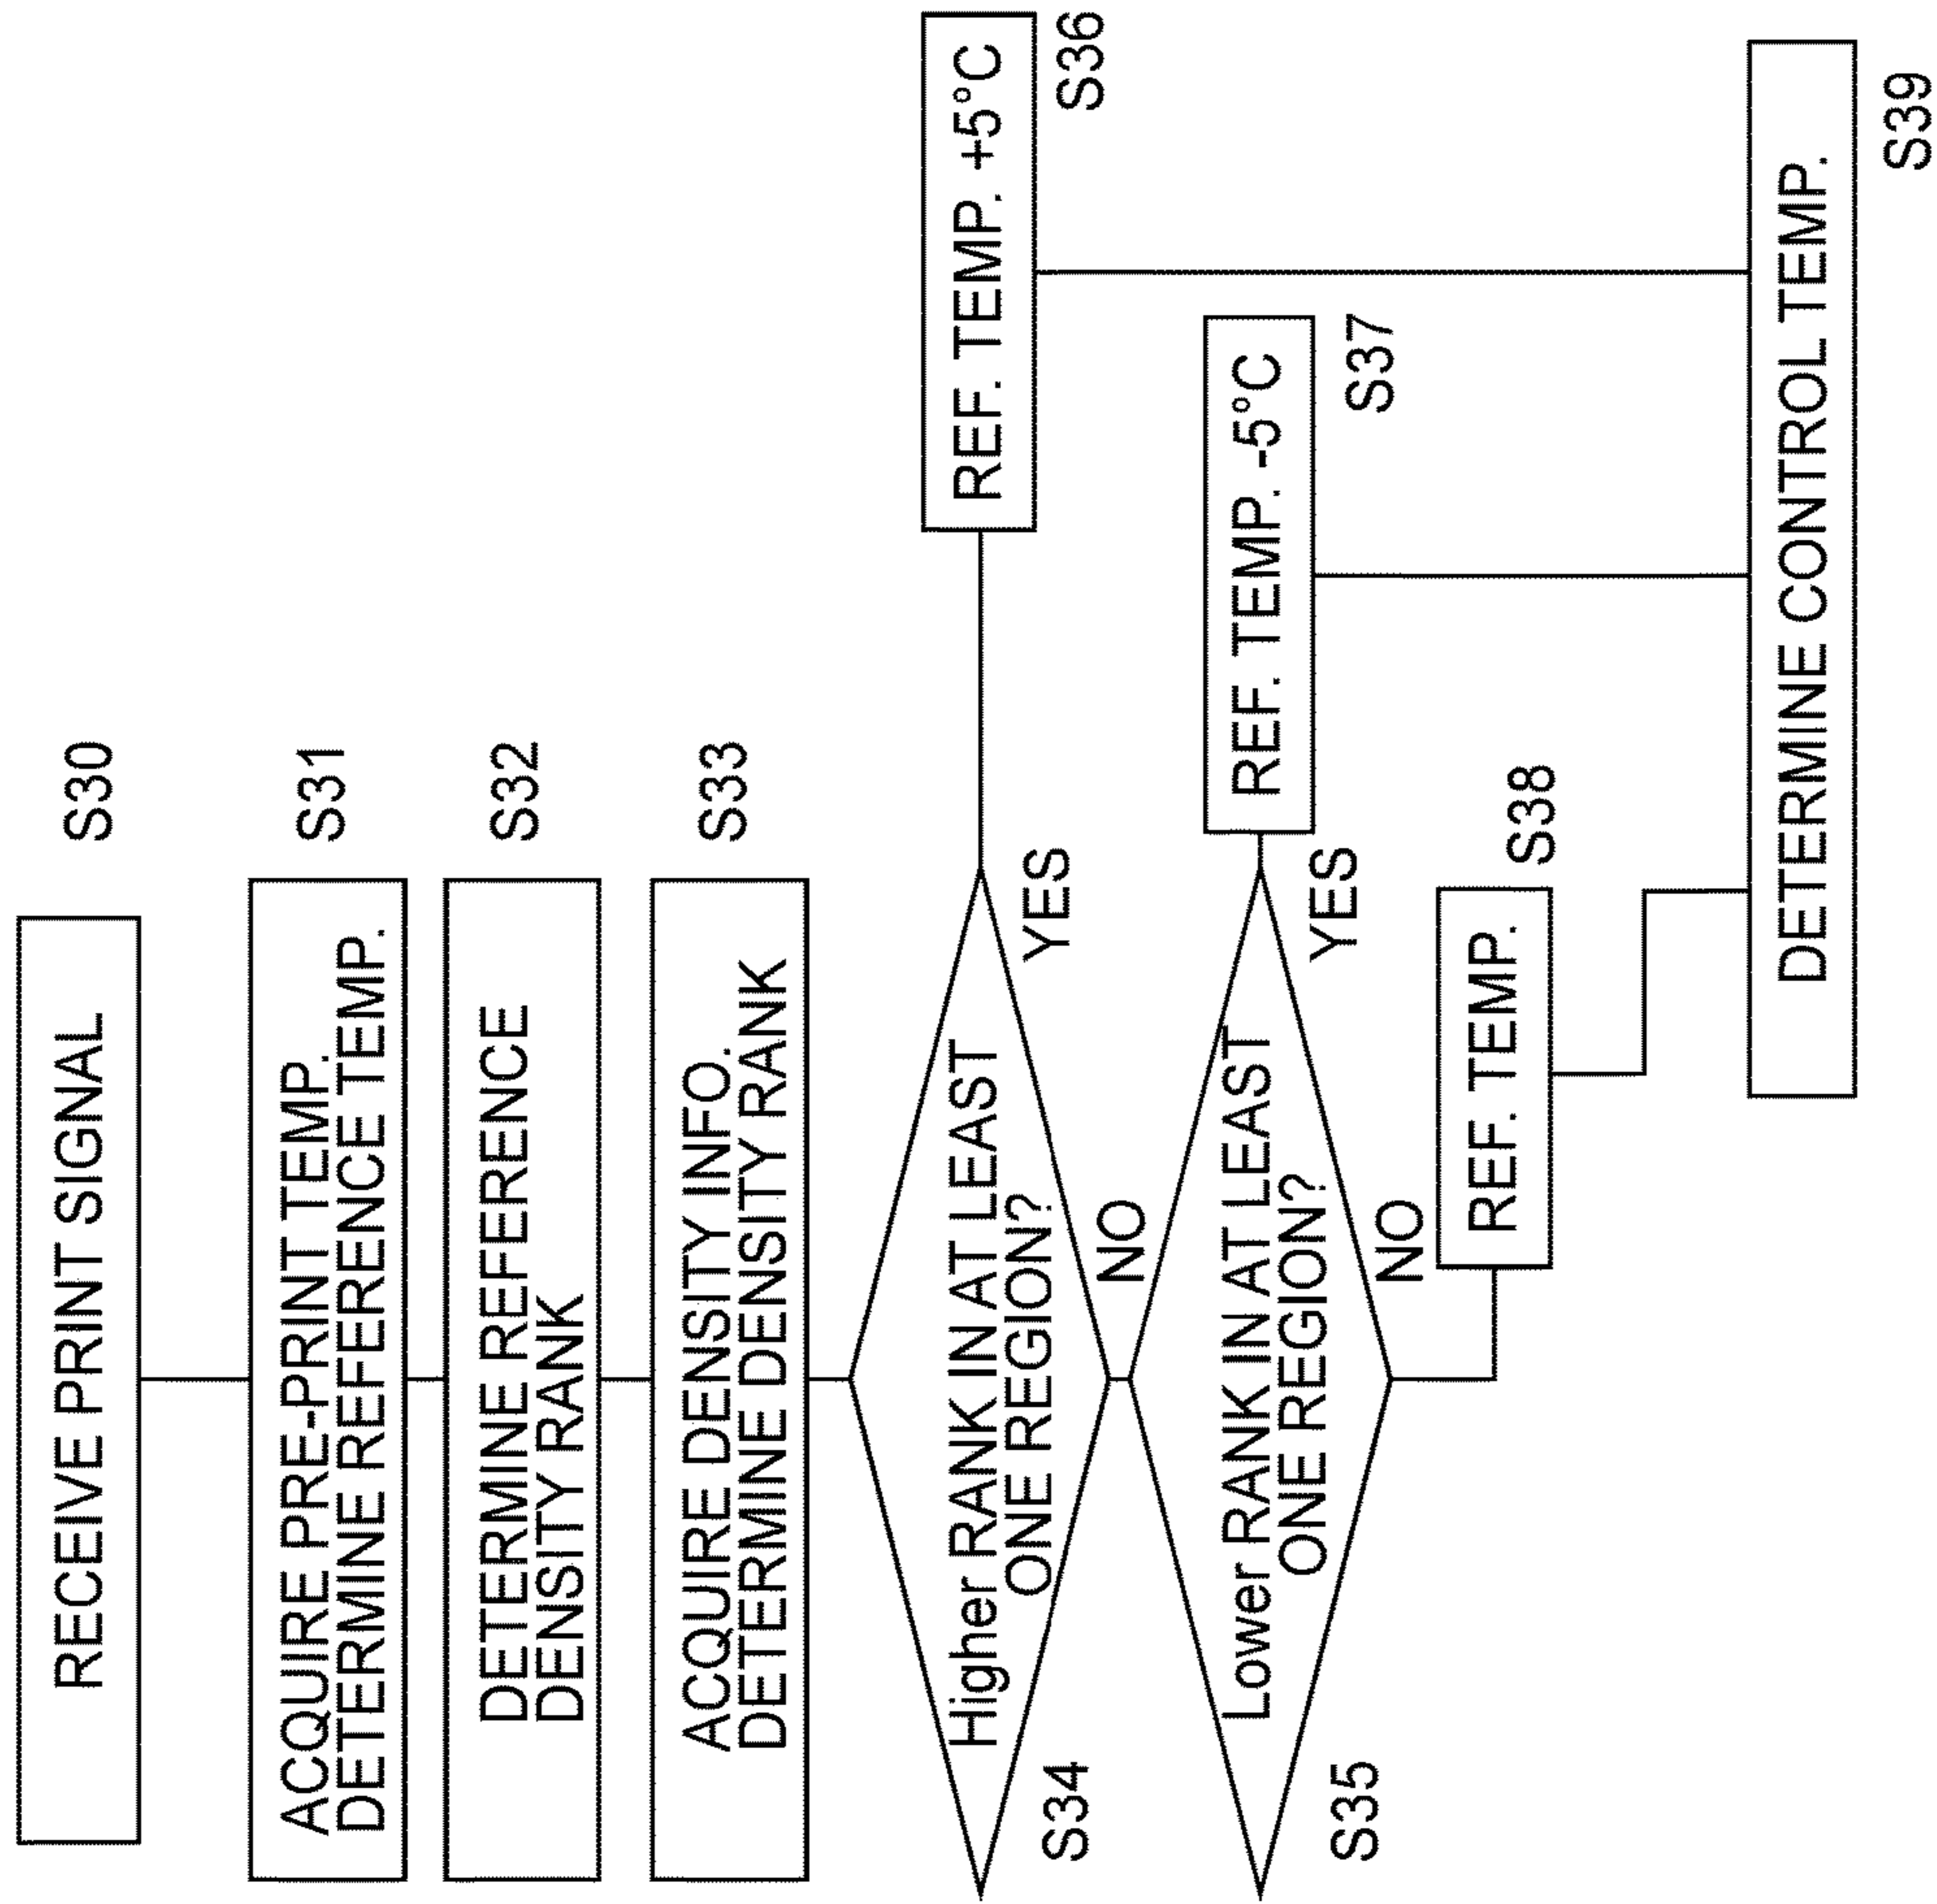 RECEIVE PRINT SIGNAL
S30
ACQUIRE PRE-PRINT TEMP.
DETERMINE REFERENCE TEMP.
S31
DETERMINE REFERENCE
DENSITY RANK
S32
ACQUIRE DENSITY INFO.
DETERMINE DENSITY RANK
S33
Higher RANK IN AT LEAST
ONE REGION?
S34
YES
REF. TEMP. +5°C
S36
NO
Lower RANK IN AT LEAST
ONE REGION?
S35
YES
REF. TEMP. -5°C
S37
NO
REF. TEMP.
S38
DETERMINE CONTROL TEMP.
S39